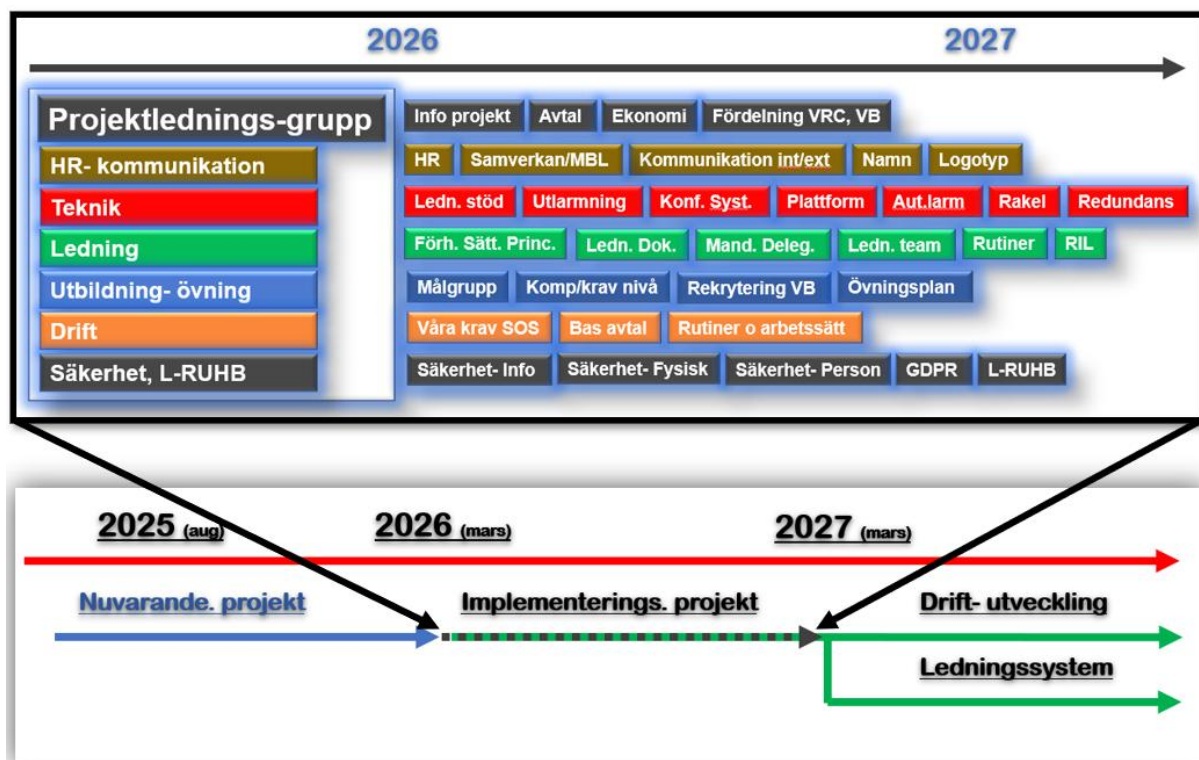 2026 2027
Projektlednings-grupp Info projekt Avtal Ekonomi Fördelning VRC, VB
HR- kommunikation HR Samverkan/MBL Kommunikation int/ext Namn Logotyp
Teknik Ledn. stöd Utlarmning Konf. Syst. Plattform Aut.larm Rakel Redundans
Ledning Förh. Sätt. Princ. Ledn. Dok. Mand. Deleg. Ledn. team Rutiner RIL
Utbildning- övning Målgrupp Komp/krav nivå Rekrytering VB Övningsplan
Drift Våra krav SOS Bas avtal Rutiner o arbetssätt
Säkerhet, L-RUHB Säkerhet- Info Säkerhet- Fysisk Säkerhet- Person GDPR L-RUHB
2025 (aug) 2026 (mars) 2027 (mars)
Nuvarande. projekt Implementerings. projekt Drift- utveckling
Ledningssystem